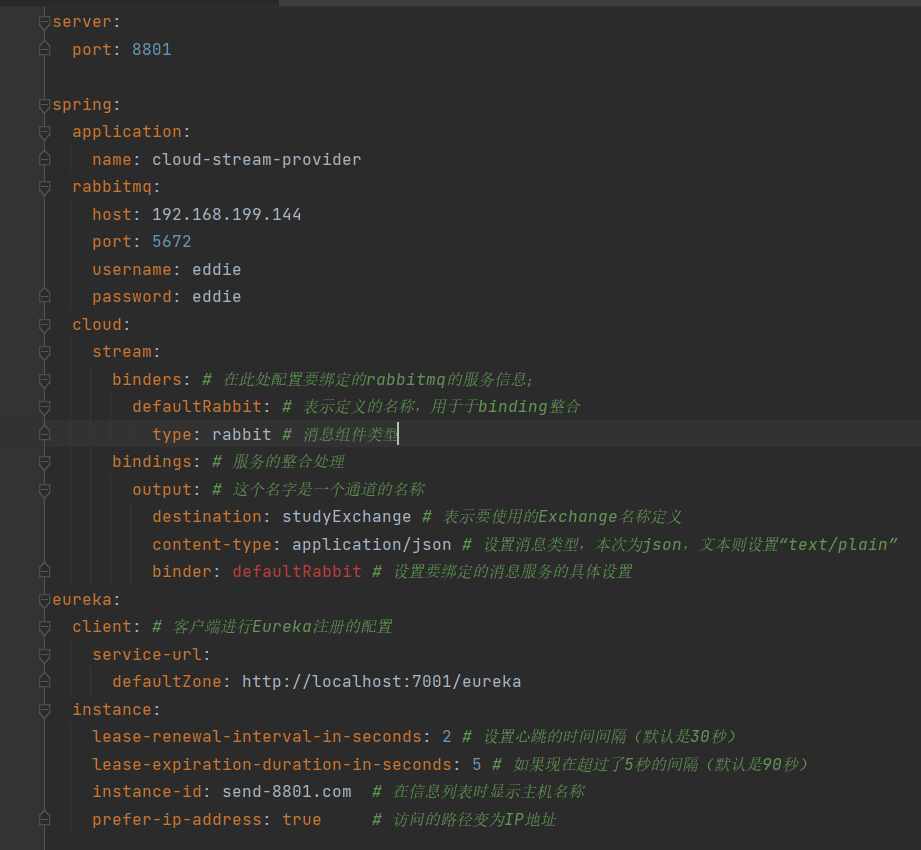 server:
  port: 8801

spring:
  application:
    name: cloud-stream-provider
  rabbitmq:
    host: 192.168.199.144
    port: 5672
    username: eddie
    password: eddie
  cloud:
    stream:
      binders: # 在此处配置要绑定的rabbitmq的服务信息;
        defaultRabbit: # 表示定义的名称，用于于binding整合
          type: rabbit # 消息组件类型
      bindings: # 服务的整合处理
        output: # 这个名字是一个通道的名称
          destination: studyExchange # 表示要使用的Exchange名称定义
          content-type: application/json # 设置消息类型，本次为json，文本则设置“text/plain”
          binder: defaultRabbit # 设置要绑定的消息服务的具体设置
eureka:
  client: # 客户端进行Eureka注册的配置
    service-url:
      defaultZone: http://localhost:7001/eureka
  instance:
    lease-renewal-interval-in-seconds: 2 # 设置心跳的时间间隔（默认是30秒）
    lease-expiration-duration-in-seconds: 5 # 如果现在超过了5秒的间隔（默认是90秒）
    instance-id: send-8801.com  # 在信息列表时显示主机名称
    prefer-ip-address: true     # 访问的路径变为IP地址